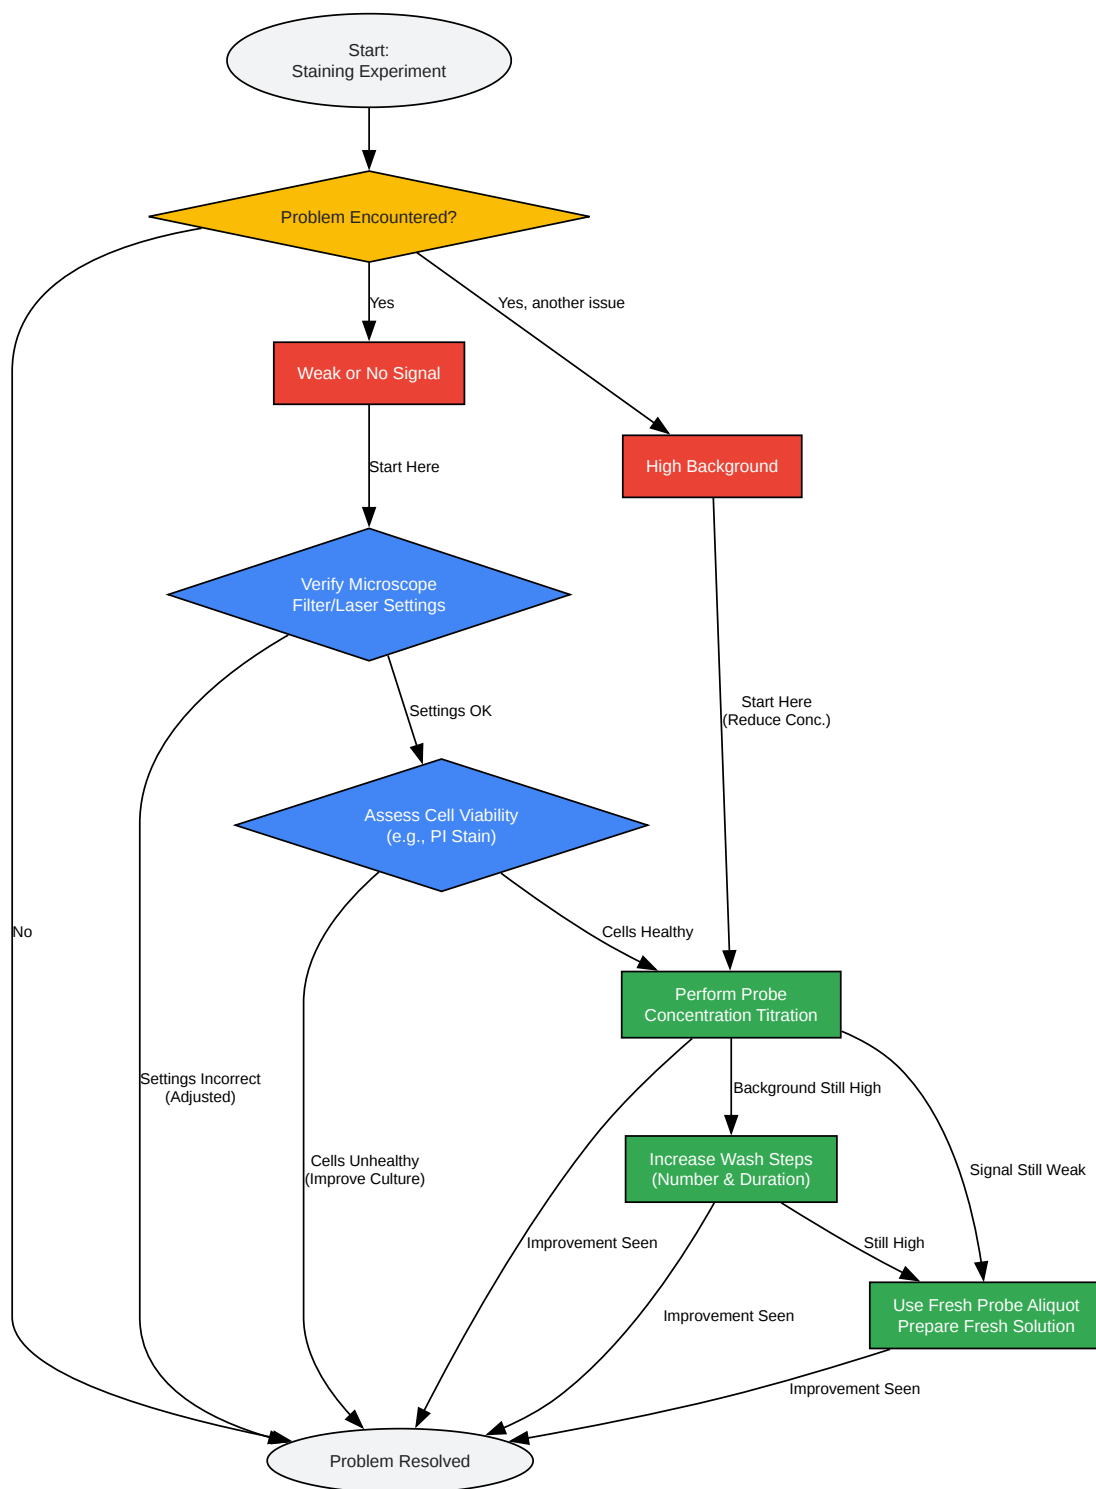 Start:
Staining Experiment
Problem Encountered?
Yes
Yes, another issue
Weak or No Signal
High Background
Start Here
Verify Microscope
Filter/Laser Settings
Settings OK
Start Here
(Reduce Conc.)
Assess Cell Viability
(e.g., PI Stain)
No
Cells Healthy
Perform Probe
Concentration Titration
Settings Incorrect
(Adjusted)
Background Still High
Cells Unhealthy
(Improve Culture)
Increase Wash Steps
(Number & Duration)
Signal Still Weak
Improvement Seen
Still High
Improvement Seen
Use Fresh Probe Aliquot
Prepare Fresh Solution
Improvement Seen
Problem Resolved